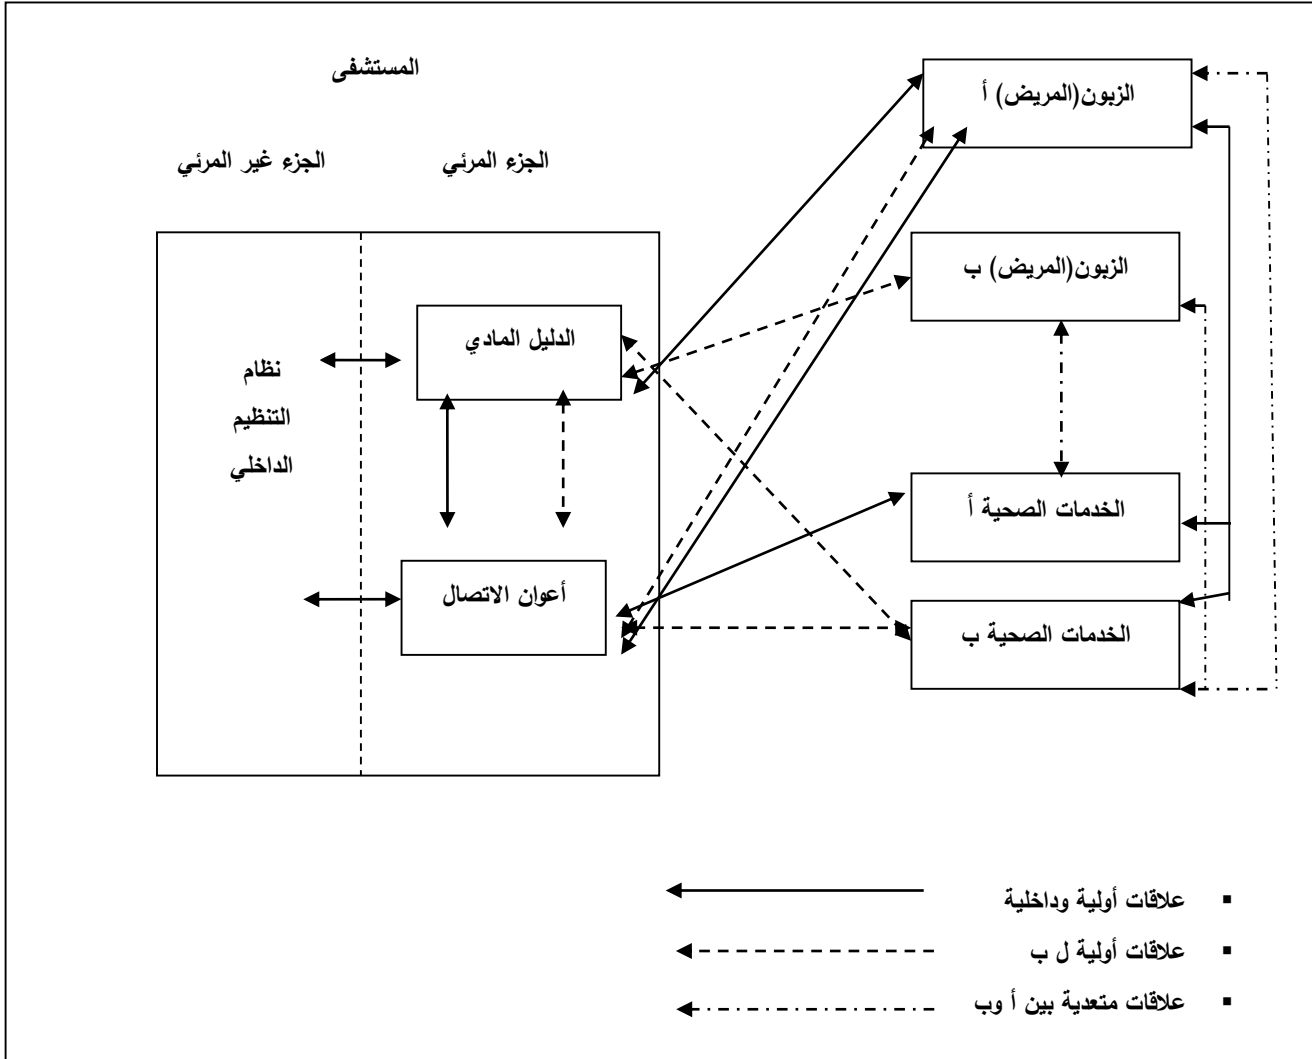 المستشفى
الزبون(المريض) أ
الجزء المرئي
الجزء غير المرئي
الزبون(المريض) ب
الدليل المادي
نظام
التنظيم
الداخلي
الخدمات الصحية أ
أعوان الاتصال
الخدمات الصحية ب
▪ علاقات أولية وداخلية
▪ علاقات أولية ل ب
▪ علاقات متعدية بين أ وب